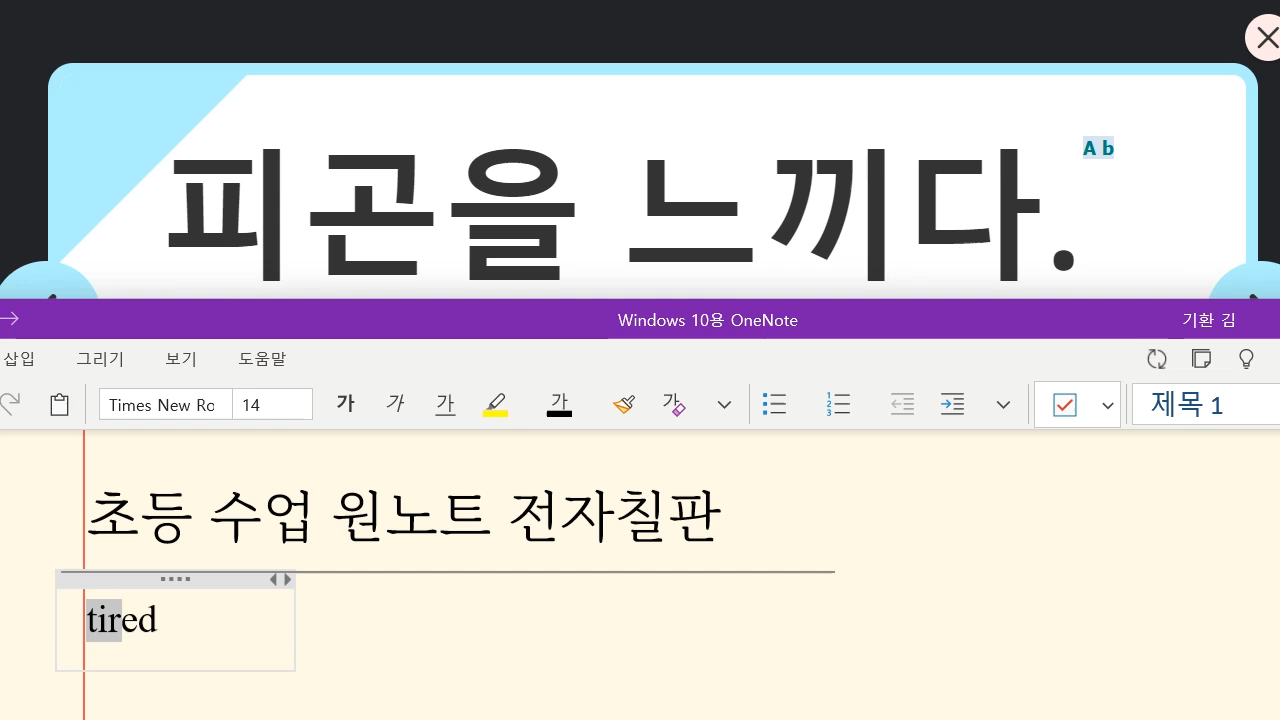 피곤을 느끼다.
A b
Windows 10용 OneNote
기환 김
삽입 그리기 보기 도움말
Times New Ro 14 가 가 가 가 가 제목 1
초등 수업 원노트 전자칠판
tired